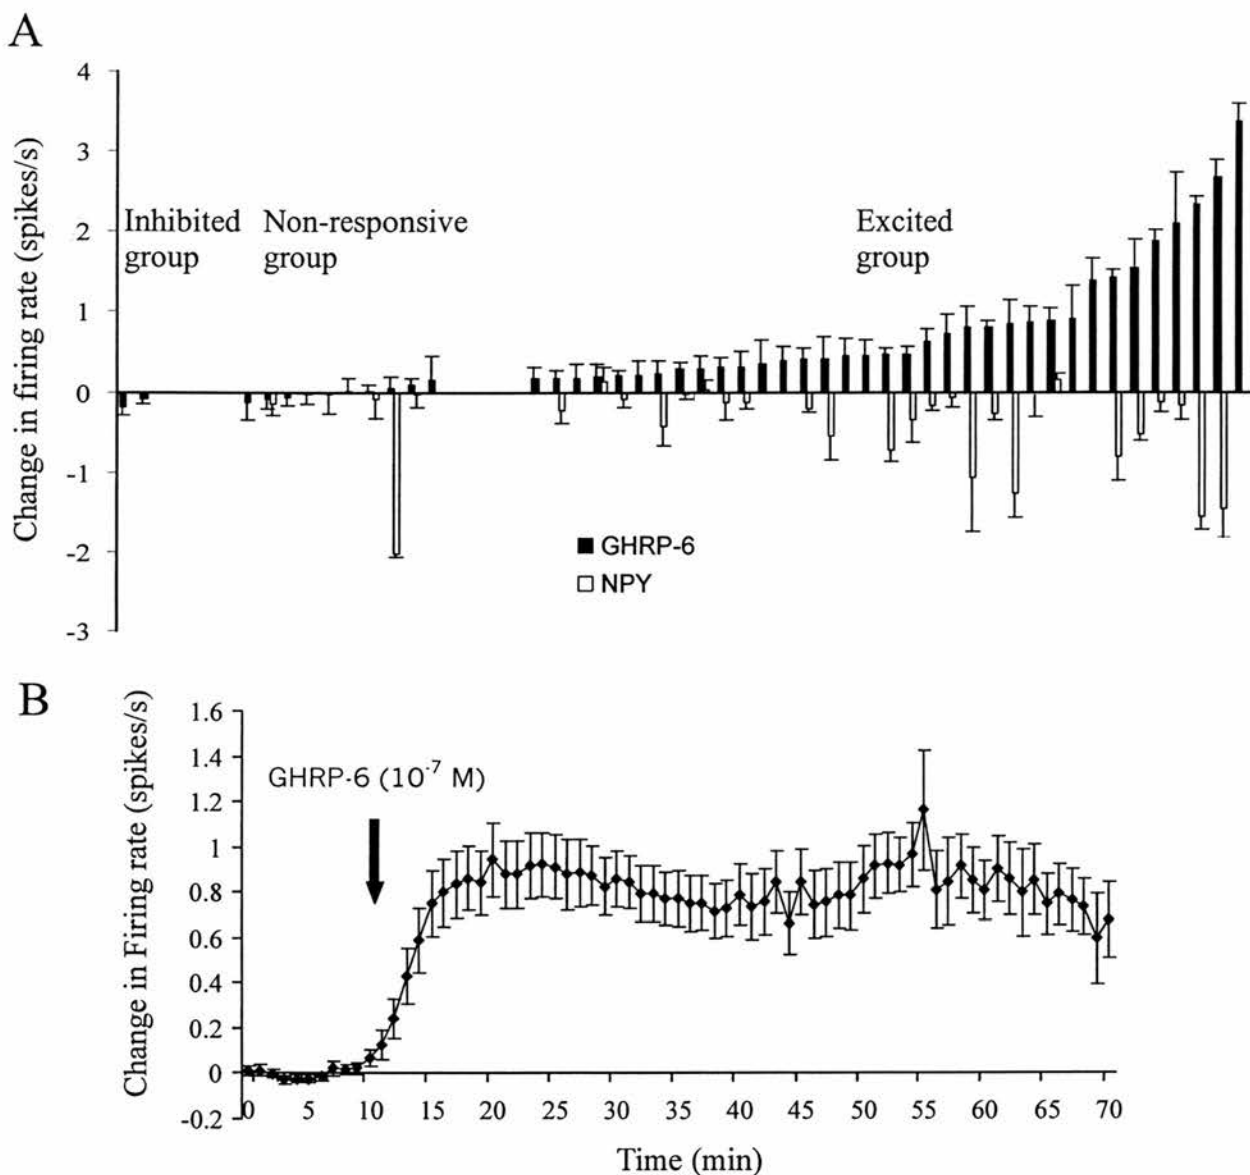 A
Change in firing rate (spikes/s)
4
3
2
1
0
-1
-2
-3
Inhibited
group
Non-responsive
group
Excited
group
GHRP-6
NPY
B
Change in Firing rate (spikes/s)
1.6
1.4
1.2
1
0.8
0.6
0.4
0.2
0
-0.2
GHRP-6 (10⁻⁷ M)
0 5 10 15 20 25 30 35 40 45 50 55 60 65 70
Time (min)